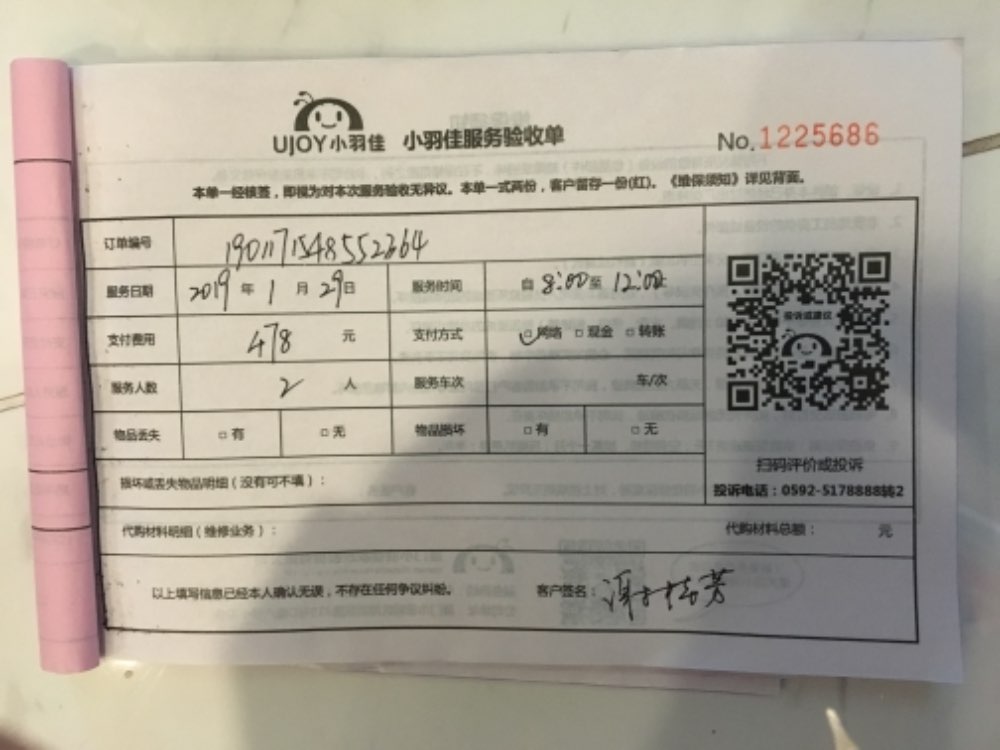 UJOY小羽佳 小羽佳服务验收单 No.1225686
本单一经核签，即视为对本次服务验收无异议。本单一式两份，客户留存一份(红)。《维保须知》详见背面。
订单编号 1901171548552364
服务日期 2019 年 1 月 29 日 服务时间 自 8:00 至 12:00
支付费用 478 元 支付方式 □网络 □现金 □转账
服务人数 2 人 服务车次 车/次
物品丢失 □有 □无 物品损坏 □有 □无
投诉或建议
扫码评价或投诉
投诉电话：0592-5178888转2
损坏或丢失物品明细（没有可不填）：
代购材料明细（维修业务）： 代购材料总额： 元
以上填写信息已经本人确认无误，不存在任何争议纠纷。 客户签名：